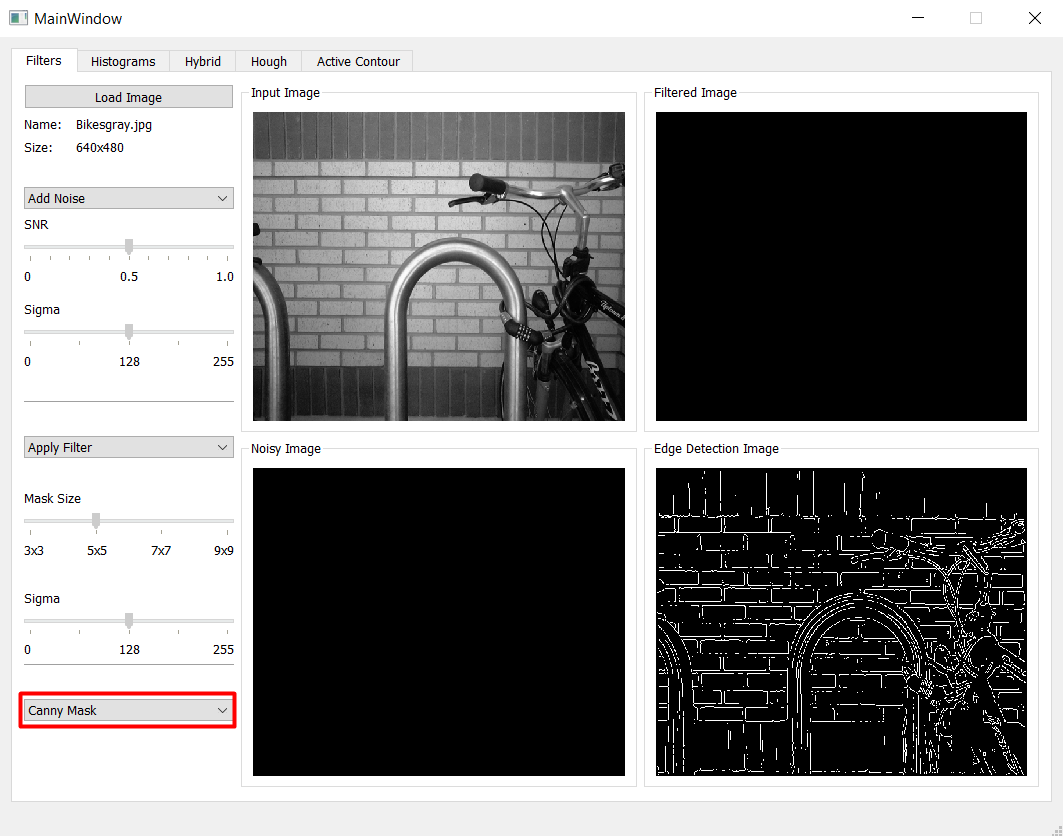 MainWindow
Filters Histograms Hybrid Hough Active Contour
Load Image
Name: Bikesgray.jpg
Size: 640x480
Add Noise
SNR
0 0.5 1.0
Sigma
0 128 255
Apply Filter
Mask Size
3x3 5x5 7x7 9x9
Sigma
0 128 255
Canny Mask
Input Image
Filtered Image
Noisy Image
Edge Detection Image